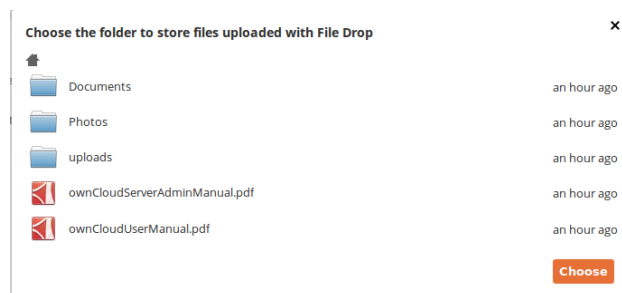 Choose the folder to store files uploaded with File Drop
Documents an hour ago
Photos an hour ago
uploads an hour ago
ownCloudServerAdminManual.pdf an hour ago
ownCloudUserManual.pdf an hour ago
Choose